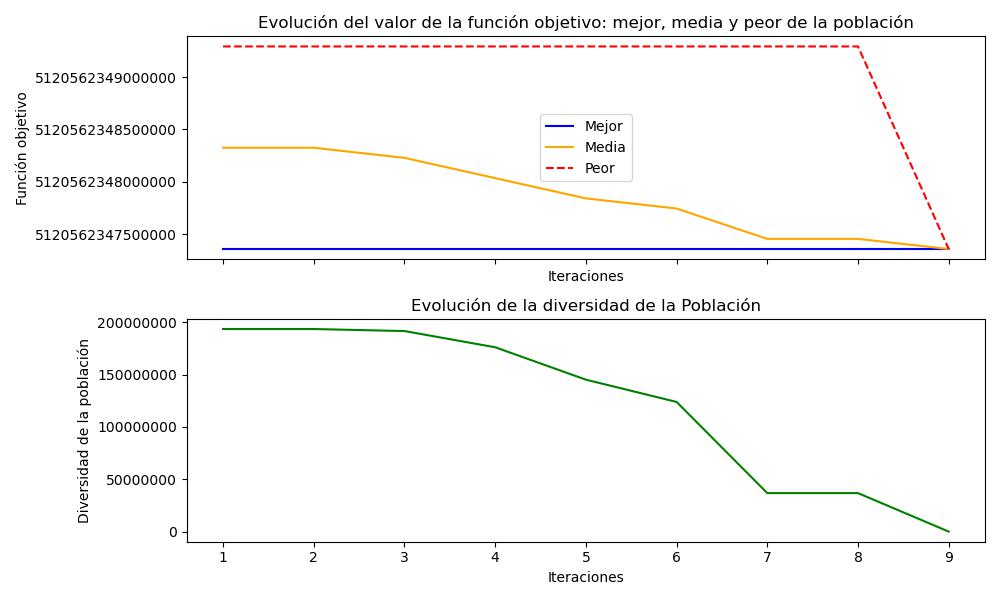 Evolución del valor de la función objetivo: mejor, media y peor de la población
Función objetivo
5120562349000000
5120562348500000
5120562348000000
5120562347500000
Mejor
Media
Peor
Iteraciones
Evolución de la diversidad de la Población
Diversidad de la población
200000000
150000000
100000000
50000000
0
1 2 3 4 5 6 7 8 9
Iteraciones